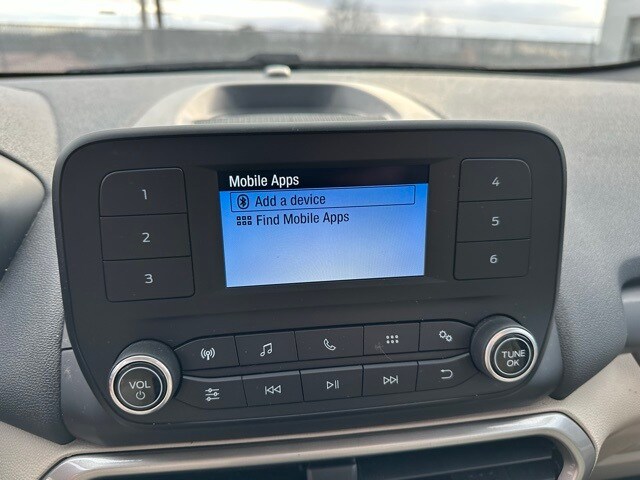 Mobile Apps
Add a device
Find Mobile Apps
1
2
3
4
5
6
VOL
TUNE
OK